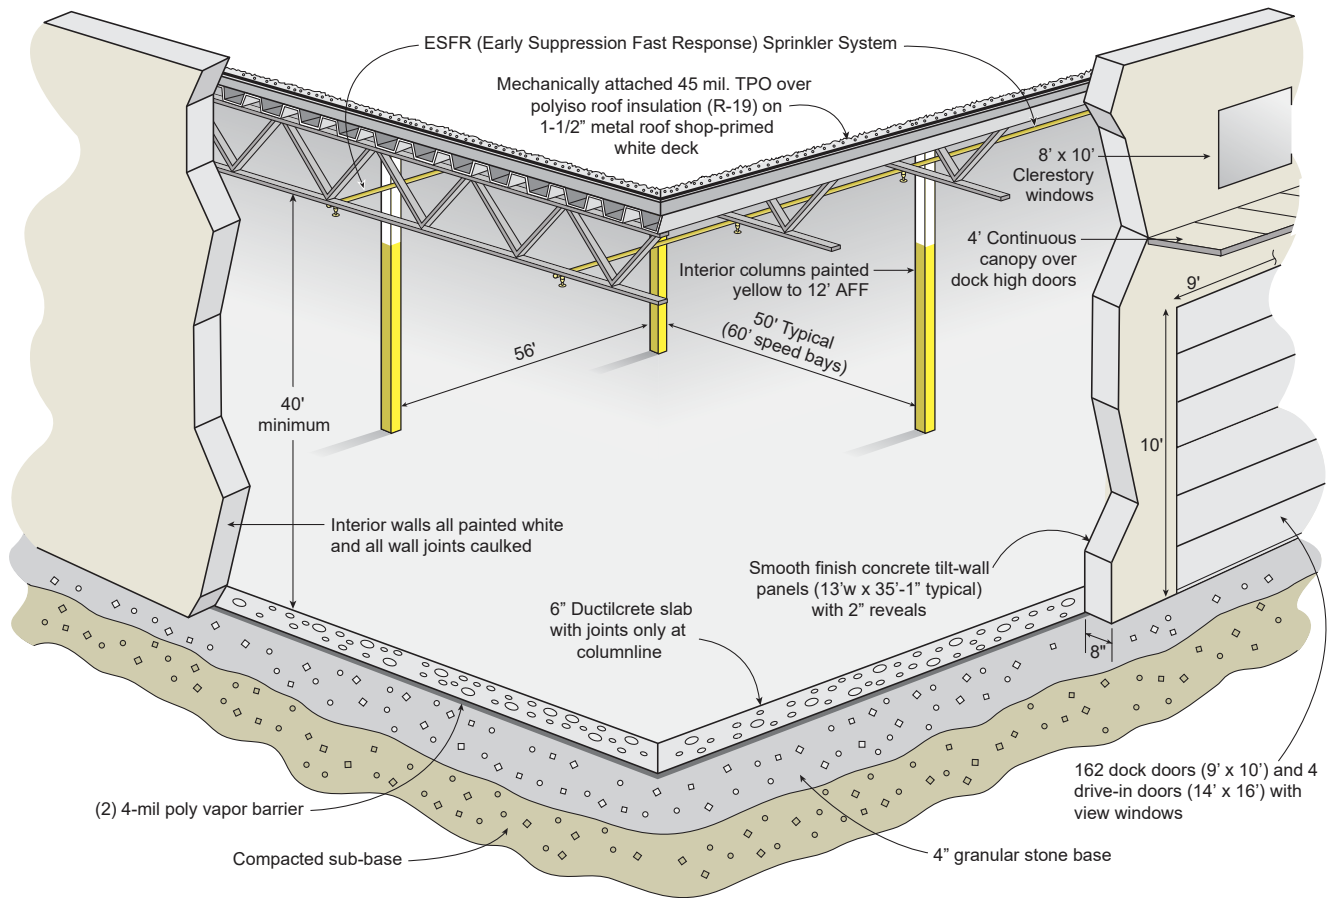 ESFR (Early Suppression Fast Response) Sprinkler System
Mechanically attached 45 mil. TPO over
polyiso roof insulation (R-19) on
1-1/2” metal roof shop-primed
white deck
8’ x 10’
Clerestory
windows
4’ Continuous
canopy over
dock high doors
9'
Interior columns painted
yellow to 12’ AFF
50' Typical
(60’ speed bays)
56'
40'
minimum
10'
Interior walls all painted white
and all wall joints caulked
Smooth finish concrete tilt-wall
panels (13’w x 35’-1” typical)
with 2” reveals
6” Ductilcrete slab
with joints only at
columnline
8"
162 dock doors (9’ x 10’) and 4
drive-in doors (14’ x 16’) with
view windows
(2) 4-mil poly vapor barrier
Compacted sub-base
4” granular stone base